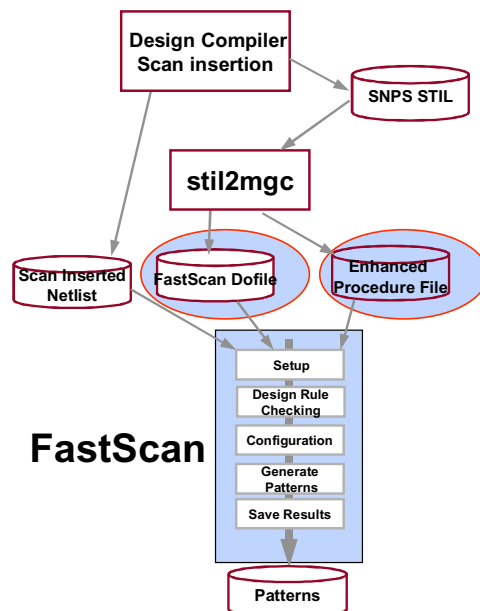 Design Compiler
Scan insertion
SNPS STIL
stil2mgc
Scan Inserted
Netlist
FastScan Dofile
Enhanced
Procedure File
FastScan
Setup
Design Rule
Checking
Configuration
Generate
Patterns
Save Results
Patterns